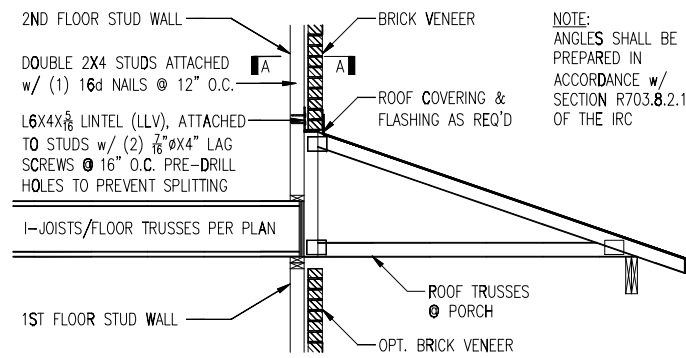 2ND FLOOR STUD WALL
DOUBLE 2X4 STUDS ATTACHED
w/ (1) 16d NAILS @ 12" O.C.
L6X4X5/16 LINTEL (LLV), ATTACHED
TO STUDS w/ (2) 7/16"øX4" LAG
SCREWS @ 16" O.C. PRE-DRILL
HOLES TO PREVENT SPLITTING
I-JOISTS/FLOOR TRUSSES PER PLAN
1ST FLOOR STUD WALL
A
A
BRICK VENEER
ROOF COVERING &
FLASHING AS REQ'D
ROOF TRUSSES
@ PORCH
OPT. BRICK VENEER
NOTE:
ANGLES SHALL BE
PREPARED IN
ACCORDANCE w/
SECTION R703.8.2.1
OF THE IRC